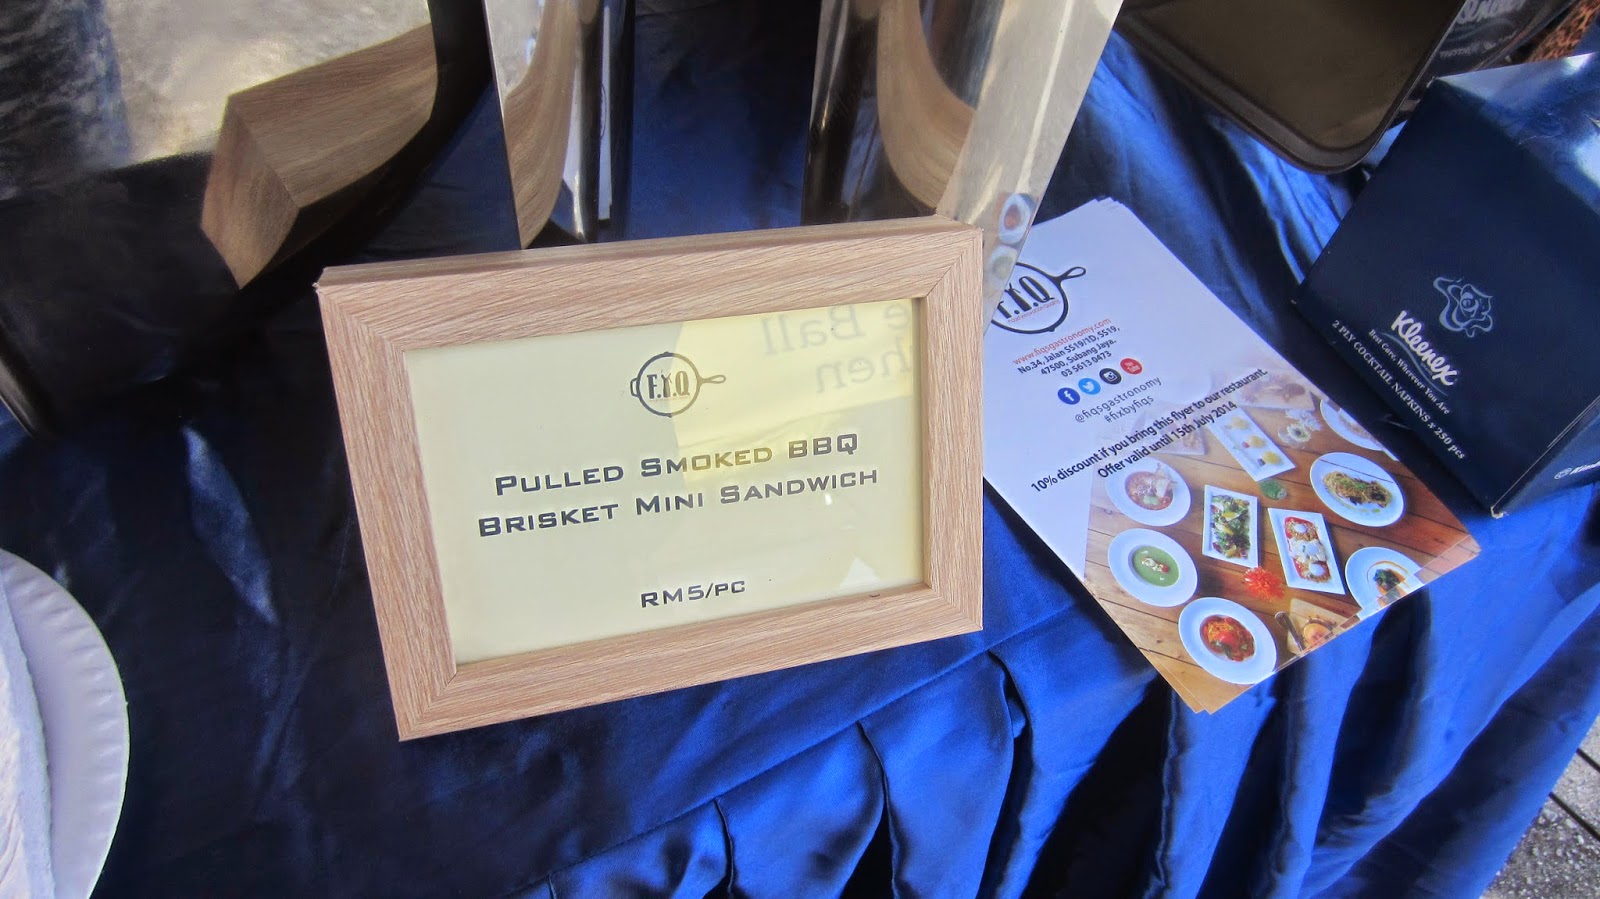 F.I.Q
PULLED SMOKED BBQ
BRISKET MINI SANDWICH
RM5/PC
www.fiqsgastronomy.com
No.34, Jalan SS19/1D, SS19,
47500, Subang Jaya.
03 5613 0473
@fiqsgastronomy
#fixbyfiqs
10% discount if you bring this flyer to our restaurant.
Offer valid until 15th July 2014
Kleenex
Best Care, Wherever You Are
2 PLY COCKTAIL NAPKINS x 250 pcs
e Ball
hen